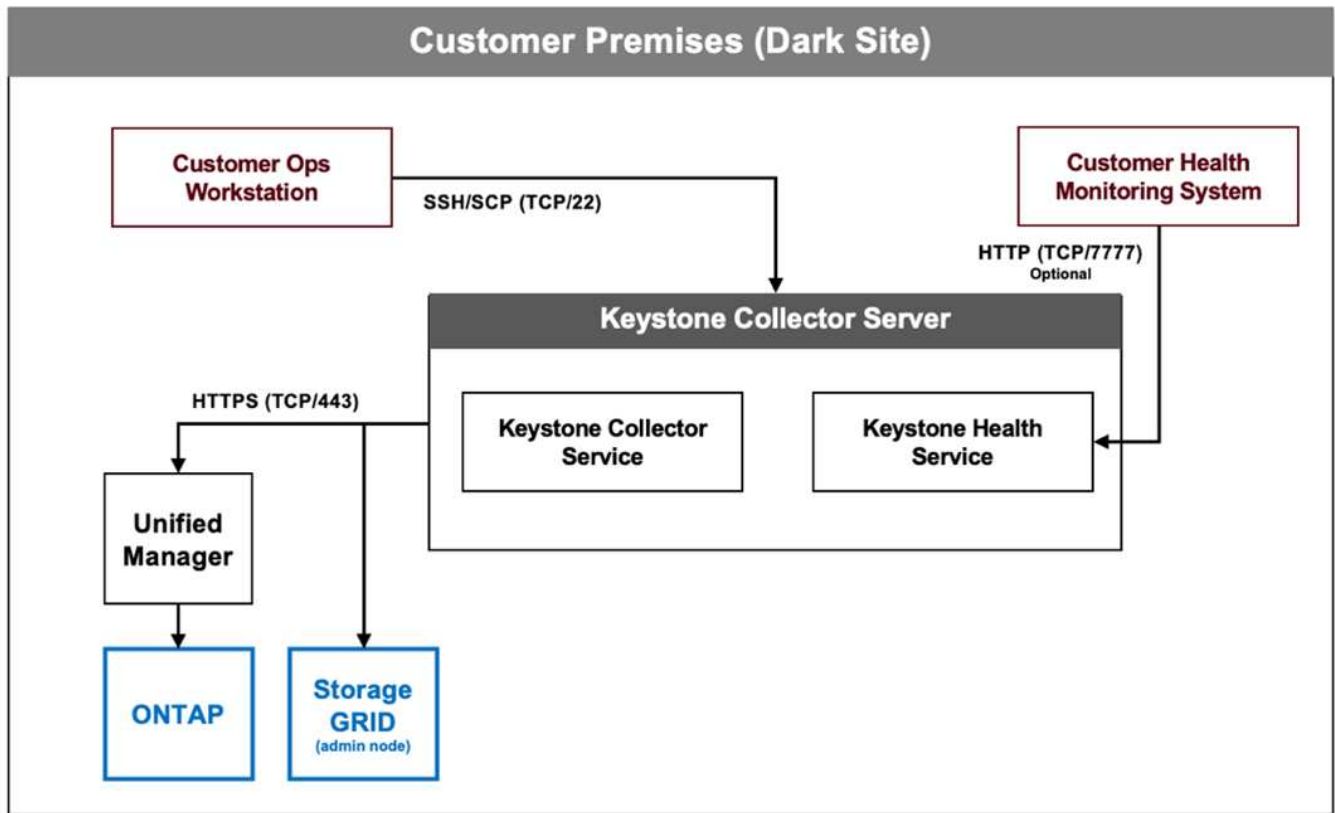 Customer Premises (Dark Site)
Customer Ops
Workstation
SSH/SCP (TCP/22)
Customer Health
Monitoring System
HTTP (TCP/7777)
Optional
Keystone Collector Server
Keystone Collector
Service
Keystone Health
Service
HTTPS (TCP/443)
Unified
Manager
ONTAP
Storage
GRID
(admin node)